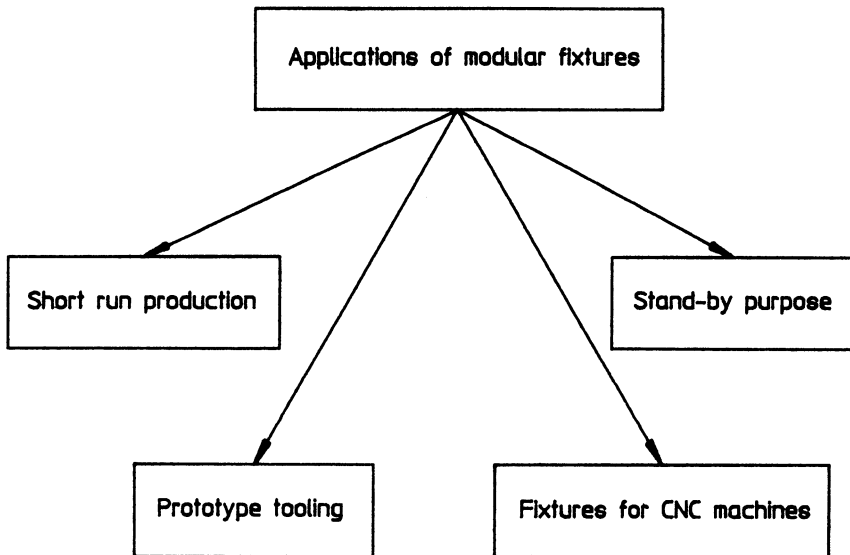 Applications of modular fixtures
Short run production
Stand-by purpose
Prototype tooling
Fixtures for CNC machines